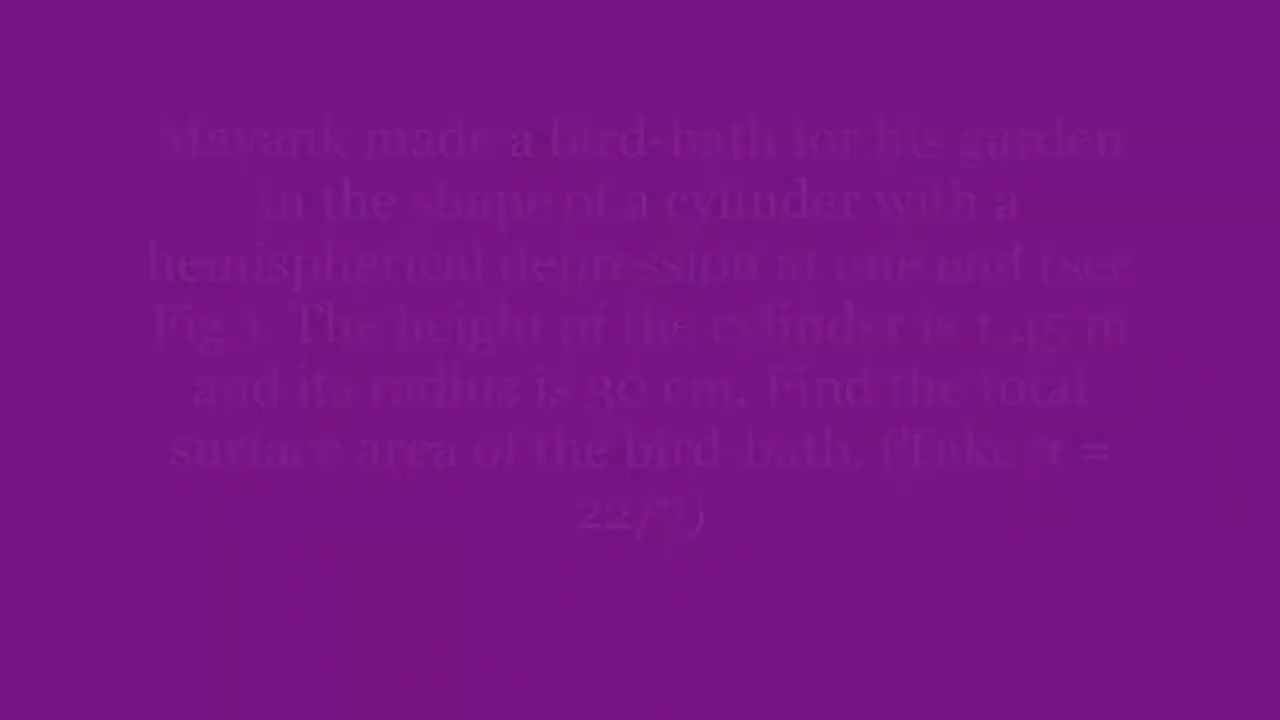 Mayank made a bird-bath for his garden
in the shape of a cylinder with a
hemispherical depression at one end (see
Fig.). The height of the cylinder is 1.45 m
and its radius is 30 cm. Find the total
surface area of the bird-bath. (Take π =
22/7)